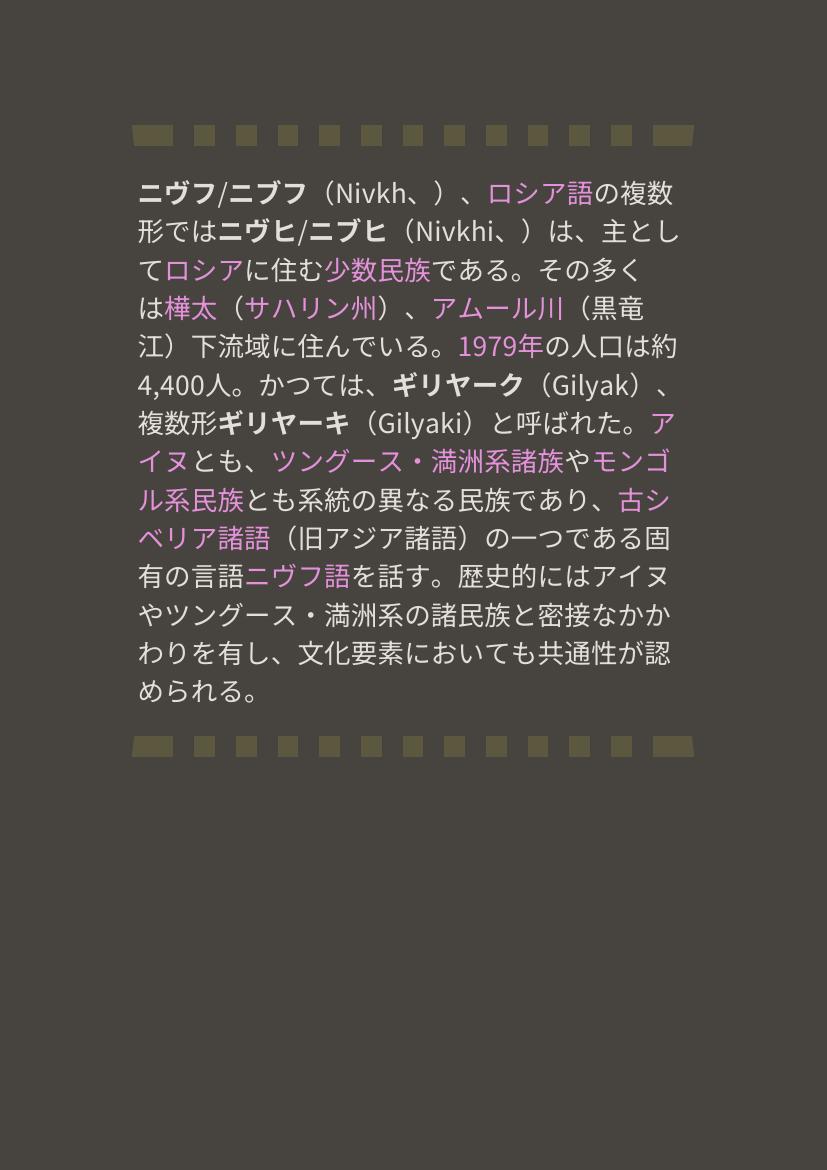 ニヴフ/ニブフ（Nivkh、）、ロシア語の複数
形ではニヴヒ/ニブヒ（Nivkhi、）は、主とし
てロシアに住む少数民族である。その多く
は樺太（サハリン州）、アムール川（黒竜
江）下流域に住んでいる。1979年の人口は約
4,400人。かつては、ギリヤーク（Gilyak）、
複数形ギリヤーキ（Gilyaki）と呼ばれた。ア
イヌとも、ツングース・満洲系諸族やモンゴ
ル系民族とも系統の異なる民族であり、古シ
ベリア諸語（旧アジア諸語）の一つである固
有の言語ニヴフ語を話す。歴史的にはアイヌ
やツングース・満洲系の諸民族と密接なかか
わりを有し、文化要素においても共通性が認
められる。